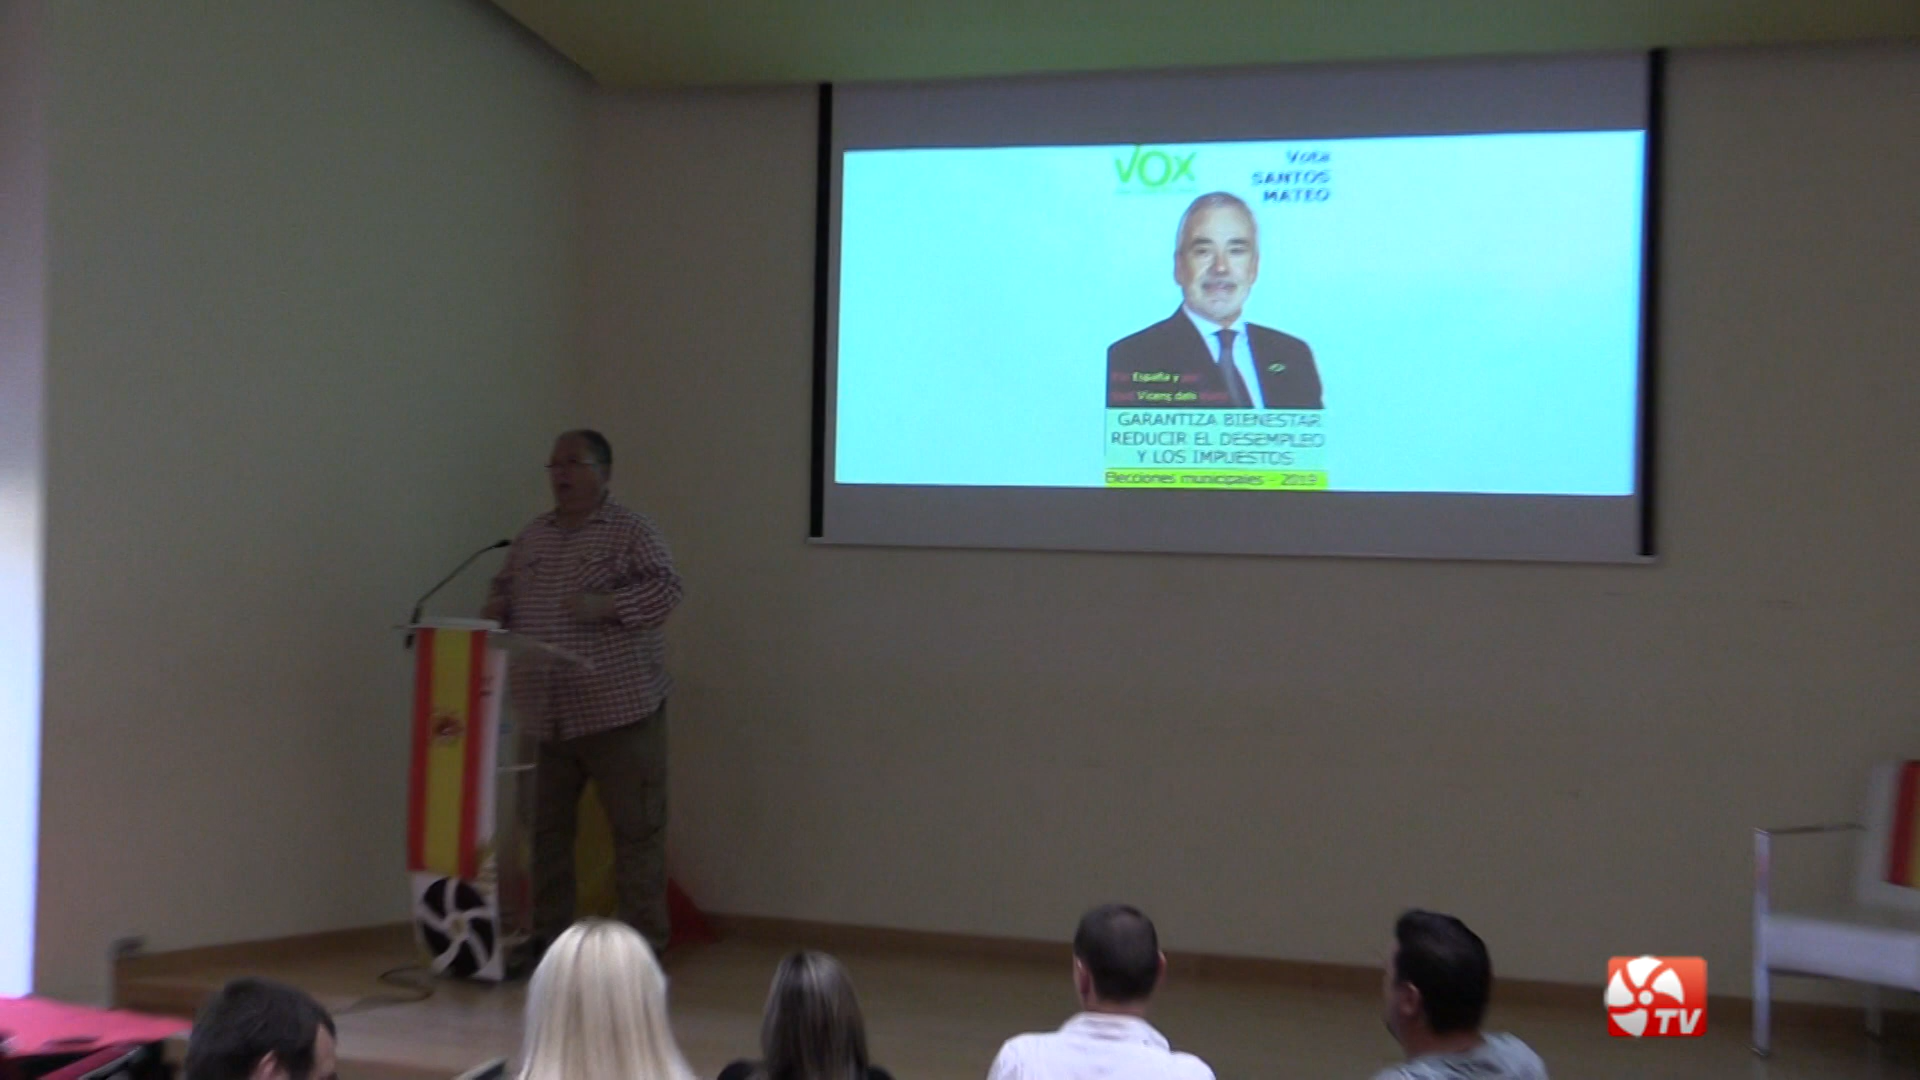 VOX
Vota
SANTOS
MATEO
España y
Vicenç dels
GARANTIZA BIENESTAR
REDUCIR EL DESEMPLEO
Y LOS IMPUESTOS
Elecciones municipales - 2019
TV